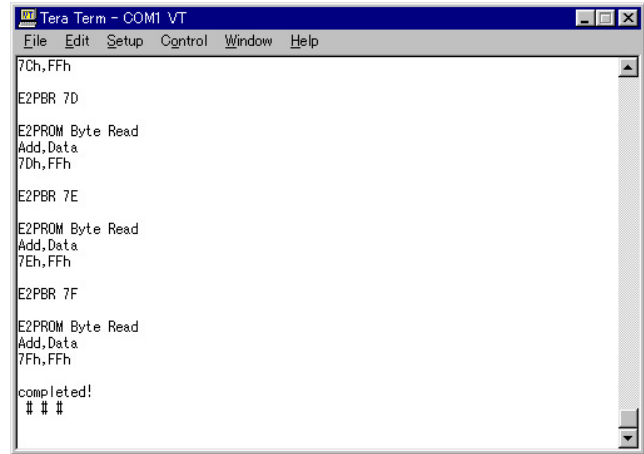 Tera Term - COM1 VT
File Edit Setup Control Window Help
7Ch,FFh
E2PBR 7D
E2PROM Byte Read
Add,Data
7Dh,FFh
E2PBR 7E
E2PROM Byte Read
Add,Data
7Eh,FFh
E2PBR 7F
E2PROM Byte Read
Add,Data
7Fh,FFh
completed!
# # #